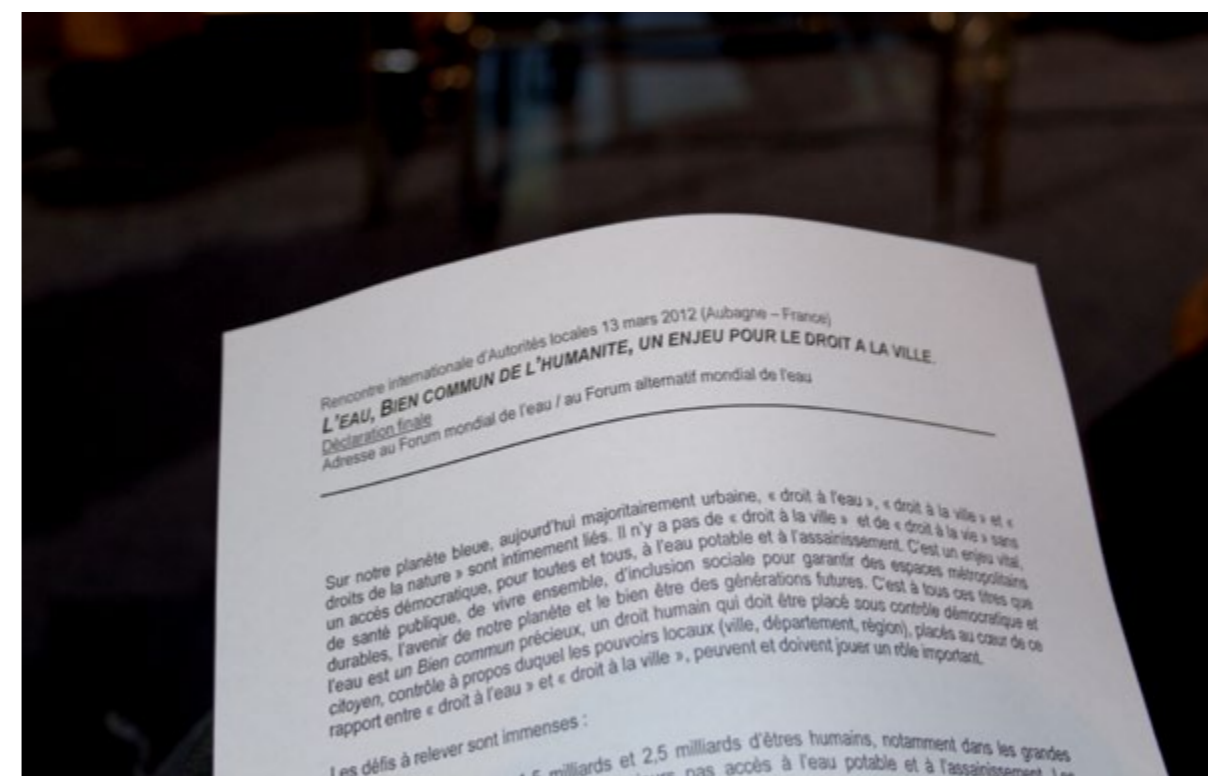 Rencontre internationale d'Autorités locales 13 mars 2012 (Aubagne – France)
L'EAU, BIEN COMMUN DE L'HUMANITE, UN ENJEU POUR LE DROIT A LA VILLE.
Déclaration finale
Adresse au Forum mondial de l'eau / au Forum alternatif mondial de l'eau
Sur notre planète bleue, aujourd'hui majoritairement urbaine, « droit à l'eau », « droit à la ville » et «
droits de la nature » sont intimement liés. Il n'y a pas de « droit à la ville » et de « droit à la vie » sans
un accès démocratique, pour toutes et tous, à l'eau potable et à l'assainissement. C'est un enjeu vital,
de santé publique, de vivre ensemble, d'inclusion sociale pour garantir des espaces métropolitains
durables, l'avenir de notre planète et le bien être des générations futures. C'est à tous ces titres que
l'eau est un Bien commun précieux, un droit humain qui doit être placé sous contrôle démocratique et
citoyen, contrôle à propos duquel les pouvoirs locaux (ville, département, région), placés au cœur de ce
rapport entre « droit à l'eau » et « droit à la ville », peuvent et doivent jouer un rôle important.
Les défis à relever sont immenses :
milliards et 2,5 milliards d'êtres humains, notamment dans les grandes
pas accès à l'eau potable et à l'assainissement